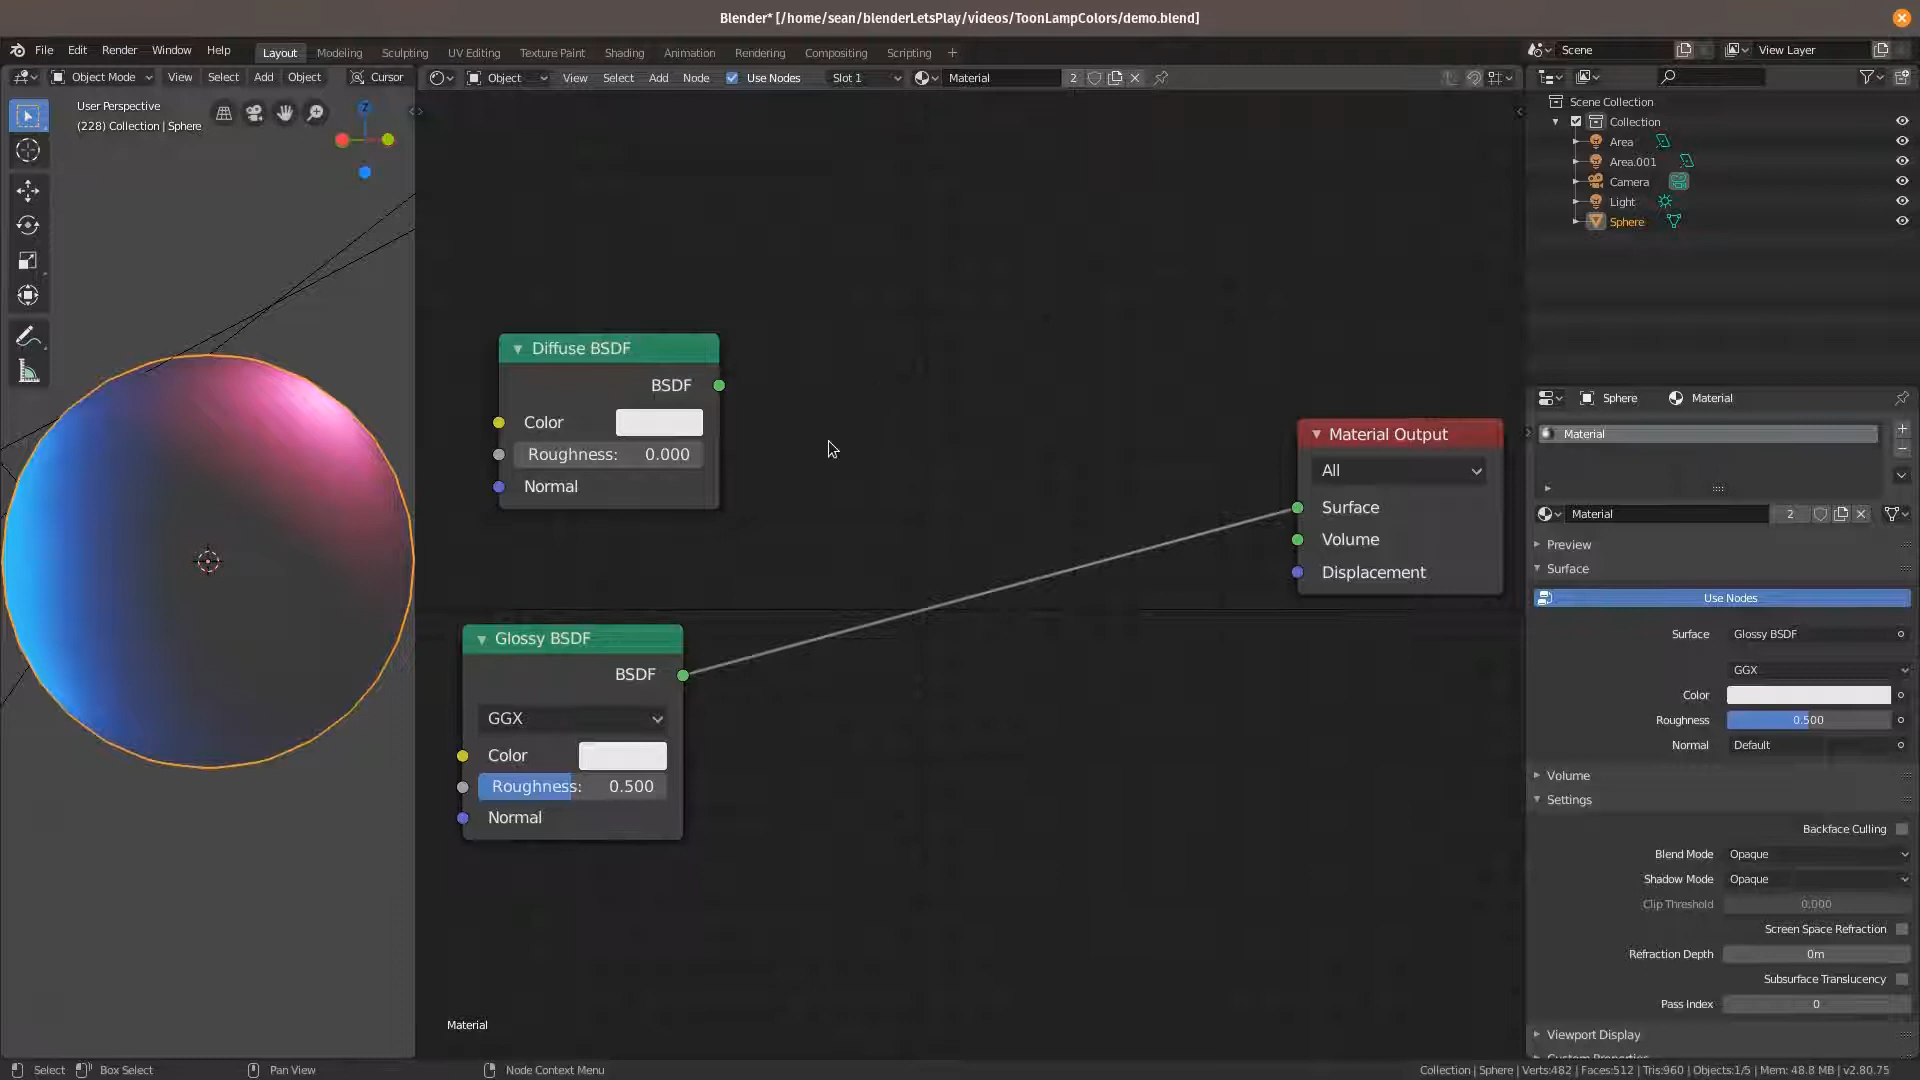 Blender* [/home/sean/blenderLetsPlay/videos/ToonLampColors/demo.blend]
File Edit Render Window Help Layout Modeling Sculpting UV Editing Texture Paint Shading Animation Rendering Compositing Scripting + Scene View Layer
Object Mode View Select Add Object Cursor Object View Select Add Node Use Nodes Slot 1 Material 2
User Perspective
(228) Collection | Sphere
Z
Scene Collection
Collection
Area
Area.001
Camera
Light
Sphere
Diffuse BSDF
BSDF
Color
Roughness: 0.000
Normal
Material Output
All
Surface
Volume
Displacement
Glossy BSDF
BSDF
GGX
Color
Roughness: 0.500
Normal
Material
Sphere Material
Material
Material 2
Preview
Surface
Use Nodes
Surface Glossy BSDF
GGX
Color
Roughness 0.500
Normal Default
Volume
Settings
Backface Culling
Blend Mode Opaque
Shadow Mode Opaque
Clip Threshold 0.000
Screen Space Refraction
Refraction Depth 0m
Subsurface Translucency
Pass Index 0
Viewport Display
Custom Properties
Select Box Select Pan View Node Context Menu Collection | Sphere | Verts:482 | Faces:512 | Tris:960 | Objects:1/5 | Mem: 48.8 MB | v2.80.75